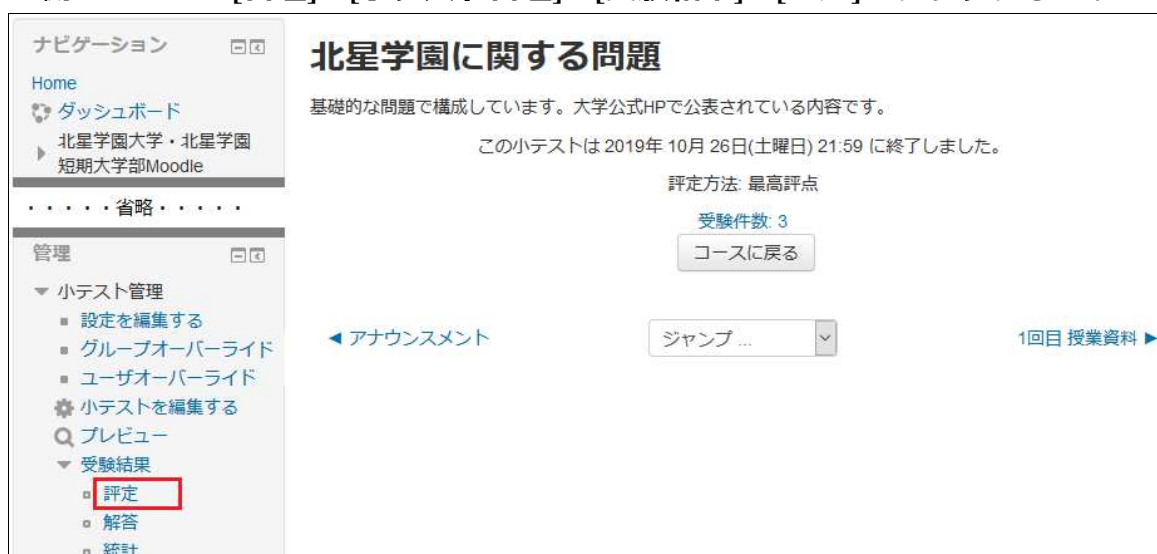 ナビゲーション
Home
ダッシュボード
北星学園大学・北星学園
短期大学部Moodle
・・・・・省略・・・・・
管理
小テスト管理
設定を編集する
グループオーバーライド
ユーザオーバーライド
小テストを編集する
プレビュー
受験結果
評定
解答
統計
北星学園に関する問題
基礎的な問題で構成しています。大学公式HPで公表されている内容です。
この小テストは 2019年 10月 26日(土曜日) 21:59 に終了しました。
評定方法: 最高評点
受験件数: 3
コースに戻る
◀ アナウンスメント
ジャンプ ...
1回目 授業資料 ▶